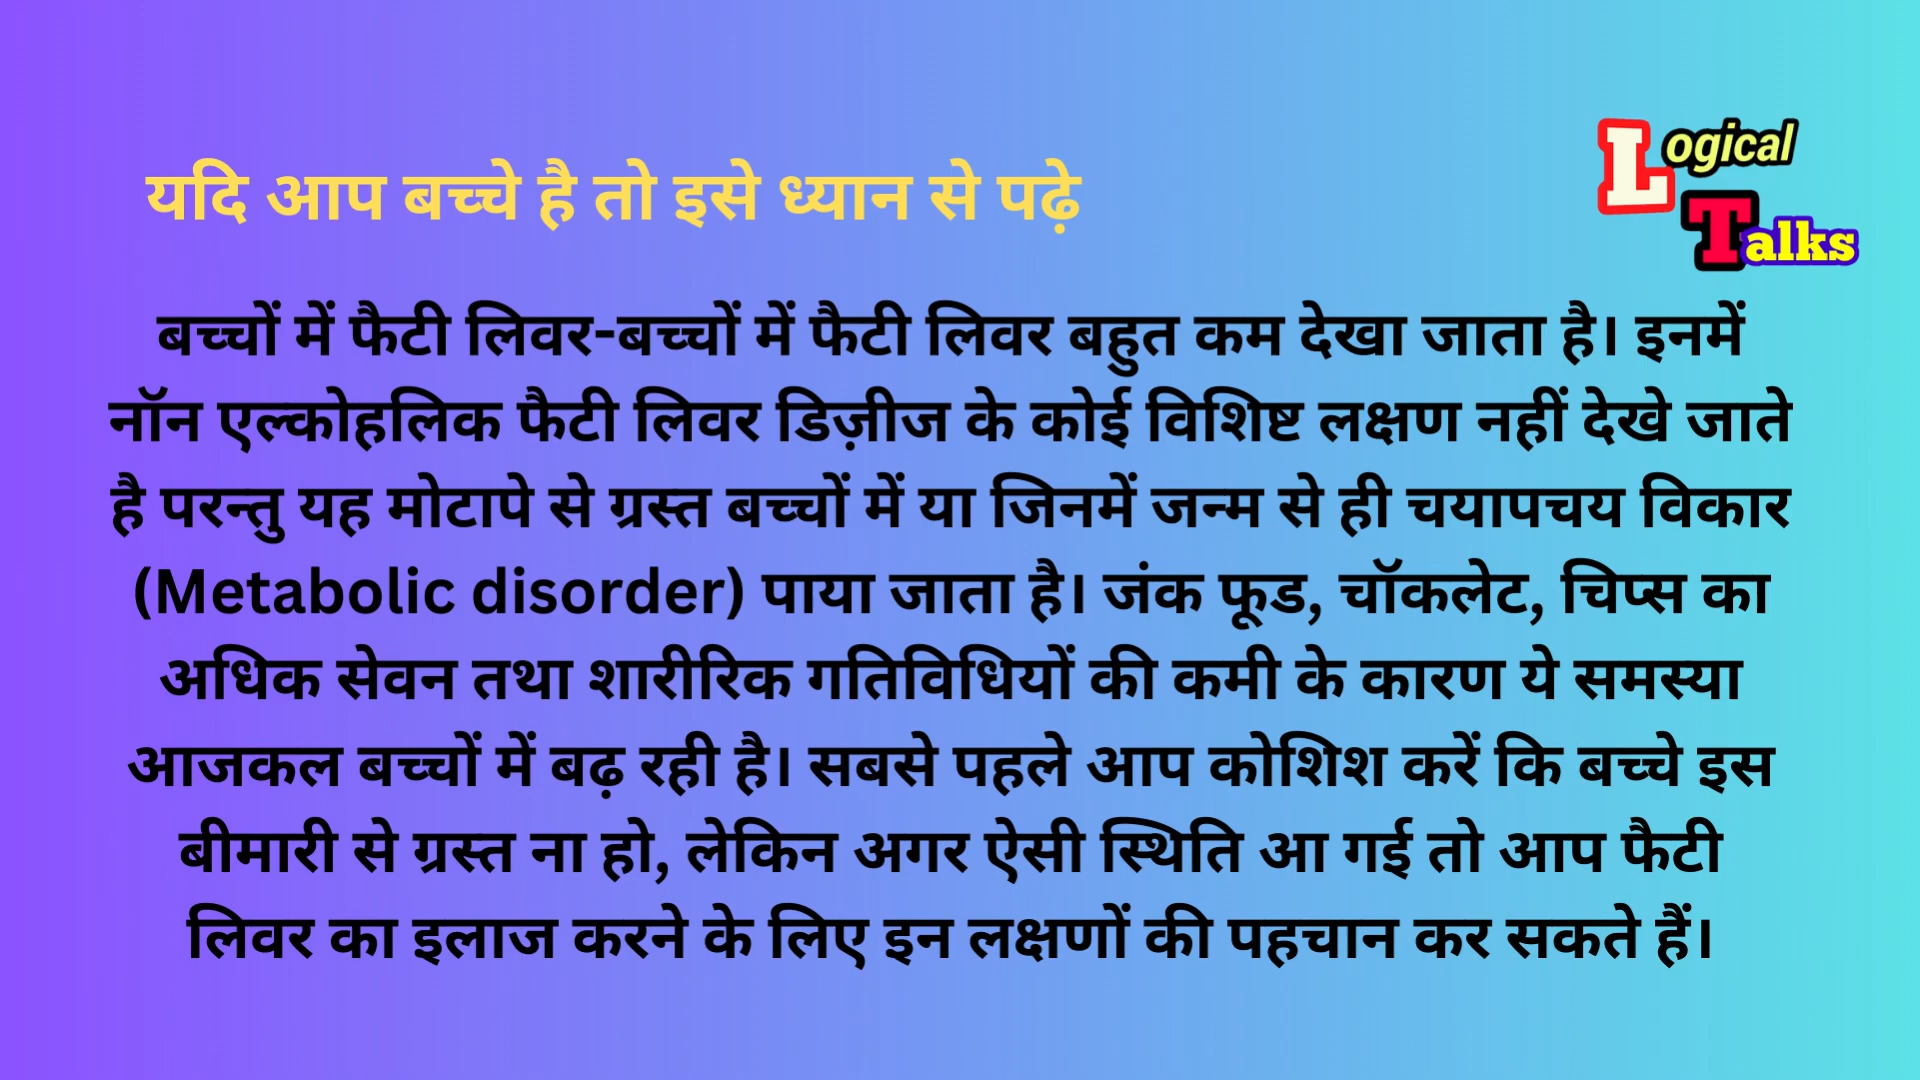 Logical
Talks
यदि आप बच्चे है तो इसे ध्यान से पढ़े
बच्चों में फैटी लिवर-बच्चों में फैटी लिवर बहुत कम देखा जाता है। इनमें
नॉन एल्कोहलिक फैटी लिवर डिज़ीज के कोई विशिष्ट लक्षण नहीं देखे जाते
है परन्तु यह मोटापे से ग्रस्त बच्चों में या जिनमें जन्म से ही चयापचय विकार
(Metabolic disorder) पाया जाता है। जंक फूड, चॉकलेट, चिप्स का
अधिक सेवन तथा शारीरिक गतिविधियों की कमी के कारण ये समस्या
आजकल बच्चों में बढ़ रही है। सबसे पहले आप कोशिश करें कि बच्चे इस
बीमारी से ग्रस्त ना हो, लेकिन अगर ऐसी स्थिति आ गई तो आप फैटी
लिवर का इलाज करने के लिए इन लक्षणों की पहचान कर सकते हैं।